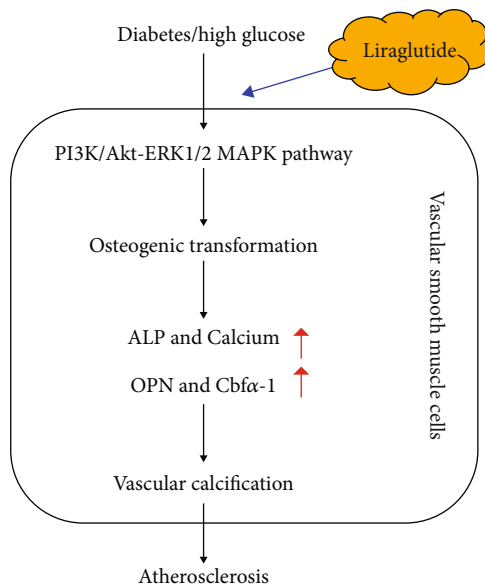 Diabetes/high glucose
Liraglutide
PI3K/Akt-ERK1/2 MAPK pathway
Osteogenic transformation
ALP and Calcium
OPN and Cbfα-1
Vascular calcification
Vascular smooth muscle cells
Atherosclerosis